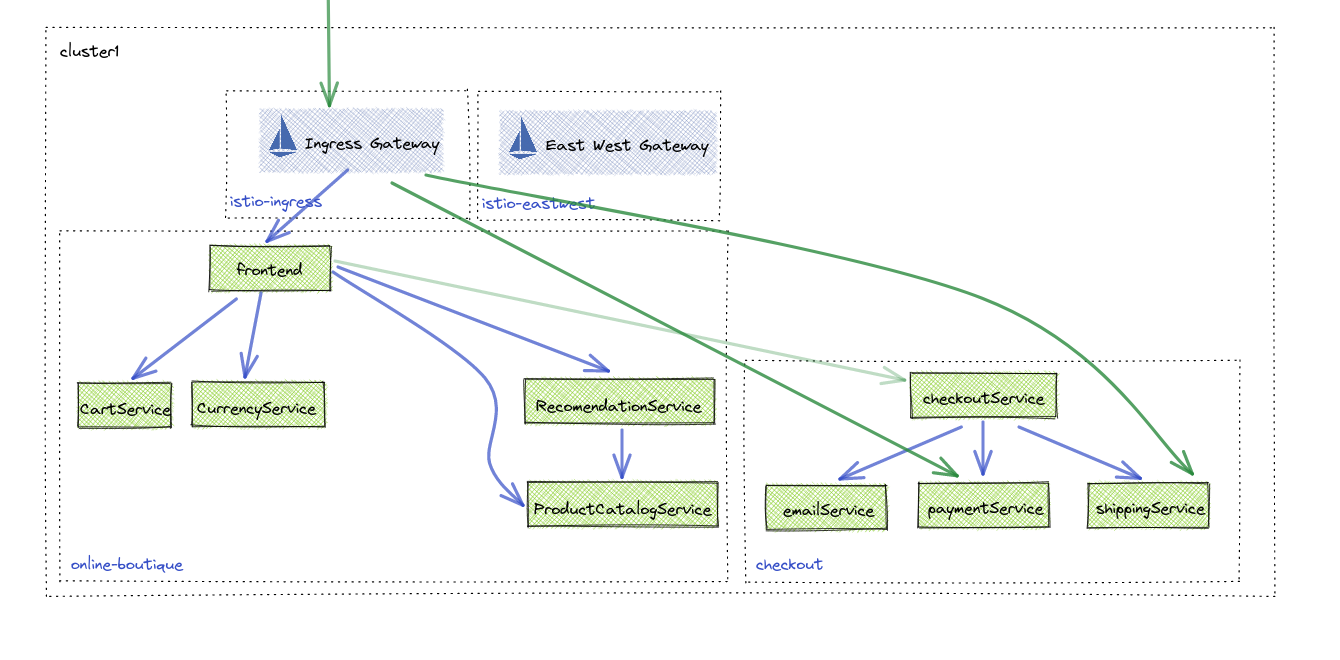 cluster1
Ingress Gateway
East West Gateway
istio-ingress
istio-eastwest
frontend
CartService
CurrencyService
RecomendationService
checkoutService
ProductCatalogService
emailService
paymentService
shippingService
online-boutique
checkout